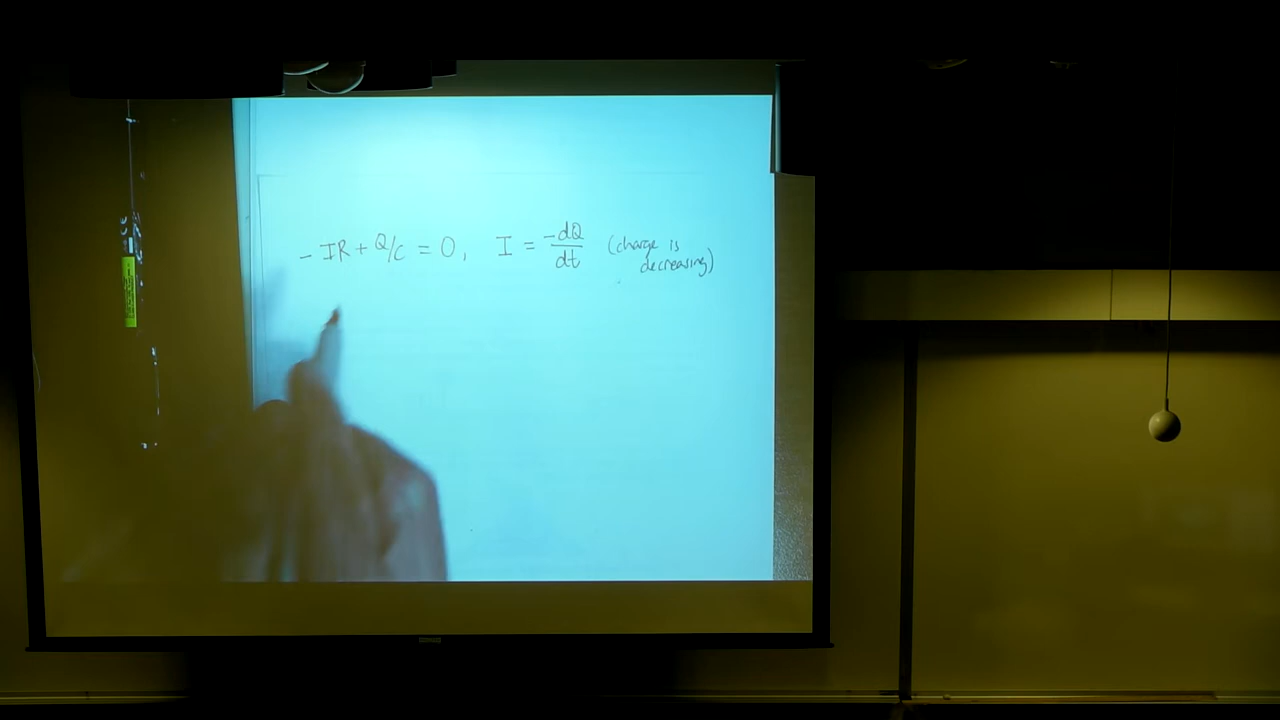 - IR + Q/C = 0, I = -dQ/dt (charge is
decreasing)